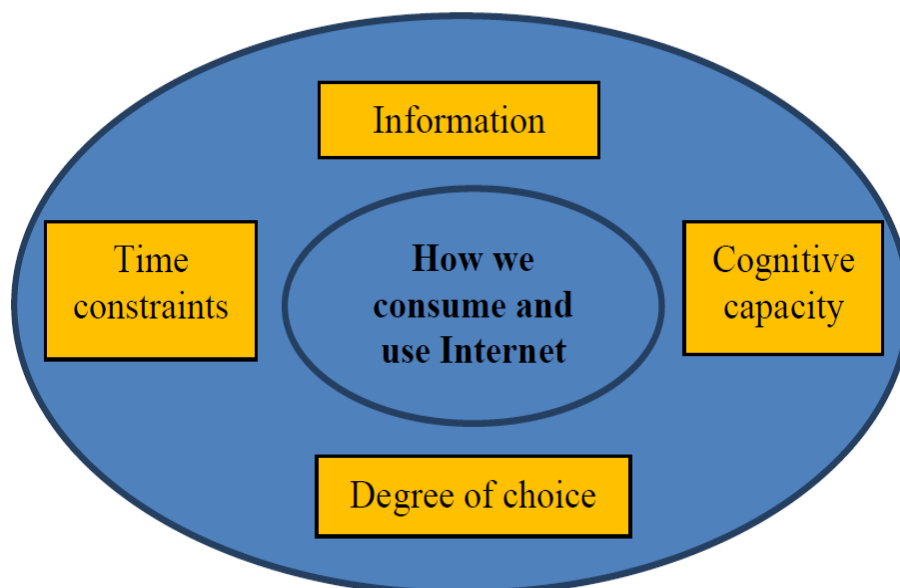 Information
Time
constraints
How we
consume and
use Internet
Cognitive
capacity
Degree of choice